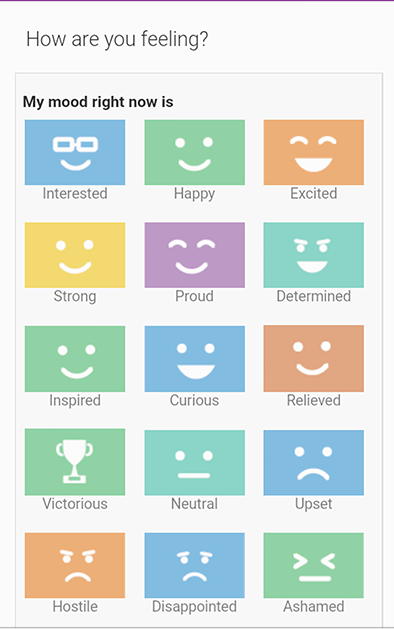 How are you feeling?
My mood right now is
Interested Happy Excited
Strong Proud Determined
Inspired Curious Relieved
Victorious Neutral Upset
Hostile Disappointed Ashamed